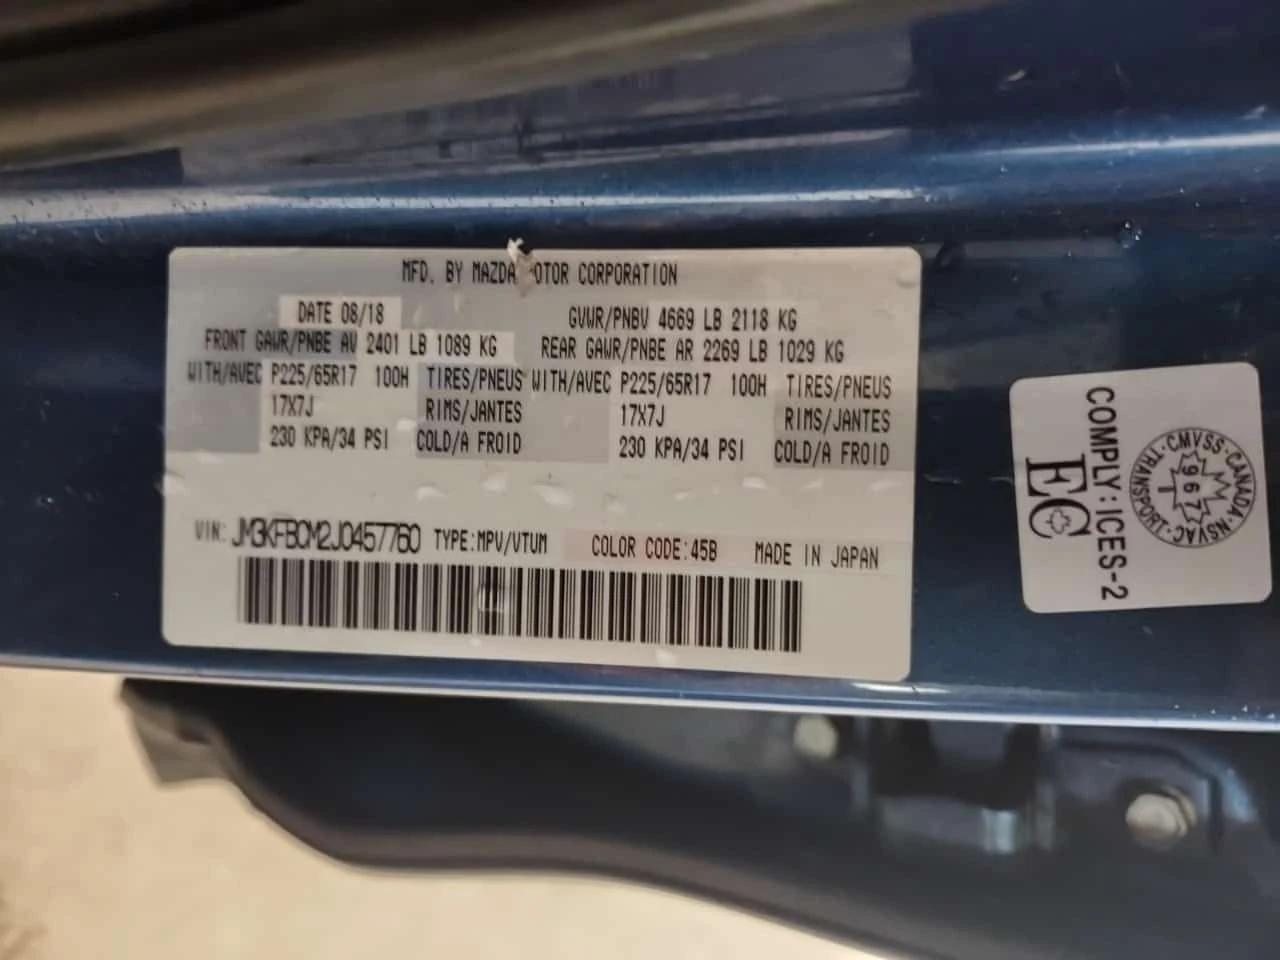 MFD. BY MAZDA OTOR CORPORATION
DATE 08/18 GVWR/PNBV 4669 LB 2118 KG
FRONT GAWR/PNBE AV 2401 LB 1089 KG REAR GAWR/PNBE AR 2269 LB 1029 KG
WITH/AVEC P225/65R17 100H TIRES/PNEUS WITH/AVEC P225/65R17 100H TIRES/PNEUS
17X7J RIMS/JANTES 17X7J RIMS/JANTES
230 KPA/34 PSI COLD/A FROID 230 KPA/34 PSI COLD/A FROID
VIN: JM3KFBCM2J0457760 TYPE:MPV/VTUM COLOR CODE:45B MADE IN JAPAN
COMPLY: ICES-2
EC
CMVSS·CANADA·NSVAC
1967
1
TRANSPORT